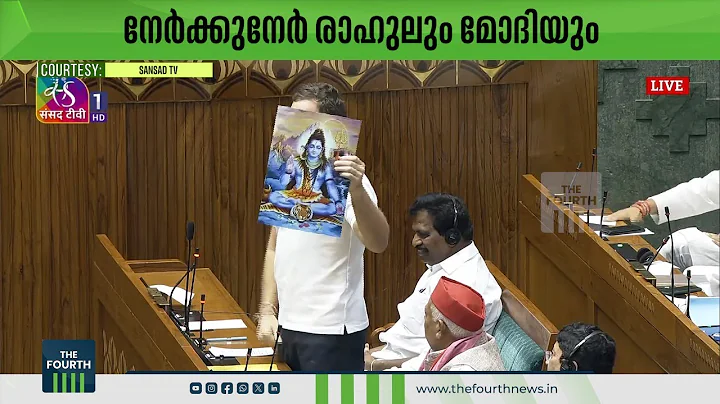 നേർക്കുനേർ രാഹുലും മോദിയും
COURTESY: SANSAD TV
LIVE
संसद टीवी 1 HD
THE FOURTH
THE FOURTH
www.thefourthnews.in